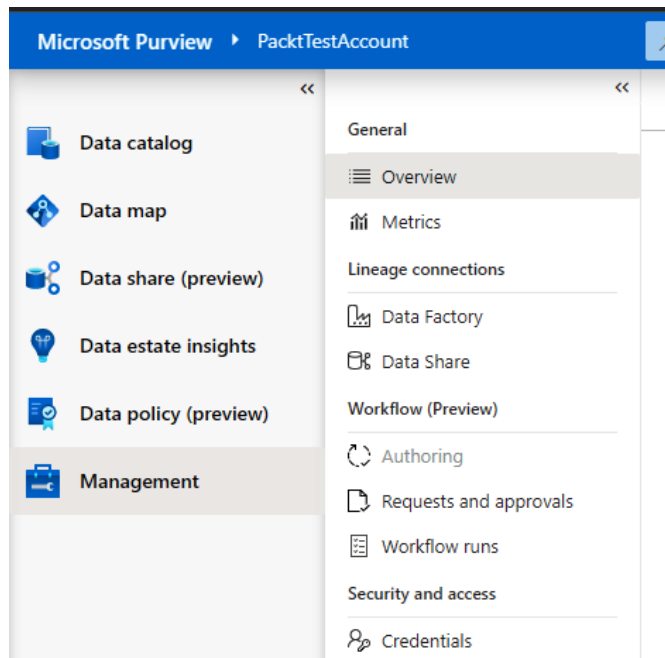 Microsoft Purview PacktTestAccount
Data catalog
Data map
Data share (preview)
Data estate insights
Data policy (preview)
Management
General
Overview
Metrics
Lineage connections
Data Factory
Data Share
Workflow (Preview)
Authoring
Requests and approvals
Workflow runs
Security and access
Credentials